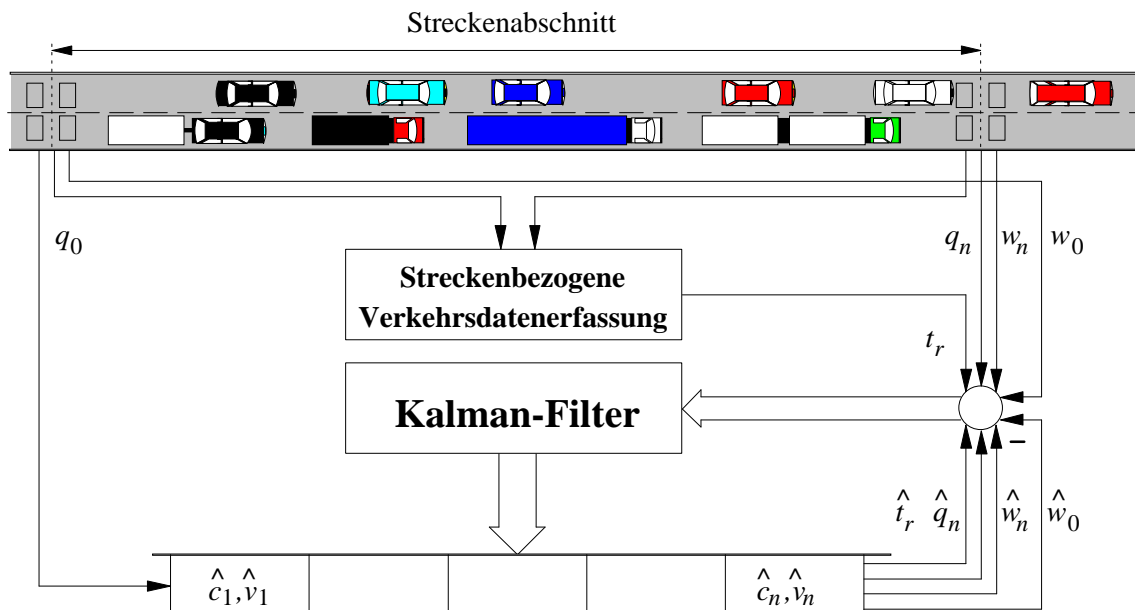 Streckenabschnitt
q₀ qₙ wₙ w₀
Streckenbezogene
Verkehrsdatenerfassung
tᵣ
Kalman-Filter
−
t̂ᵣ q̂ₙ ŵₙ ŵ₀
ĉ₁,v̂₁ ĉₙ,v̂ₙ